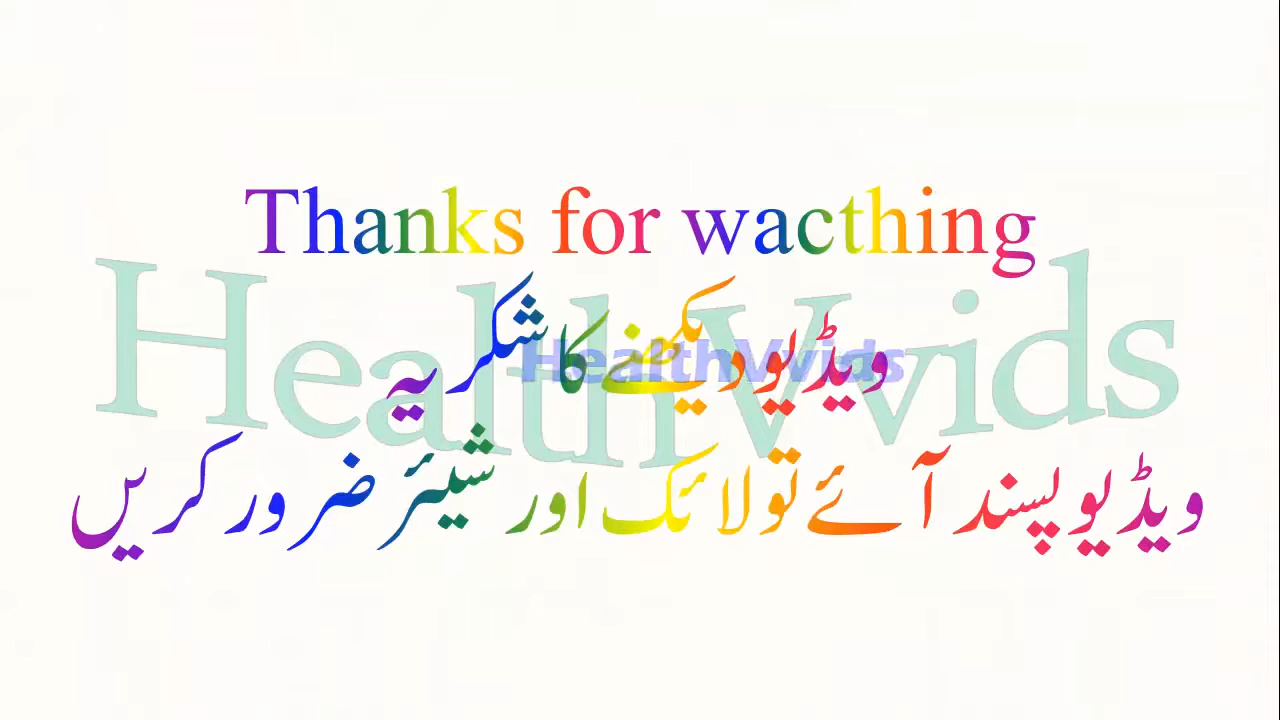 Thanks for wacthing
HealthVvids
ویڈیو دیکھنے کا شکریہ
HealthVvids
ویڈیو پسند آئے تو لائک اور شیئر ضرور کریں